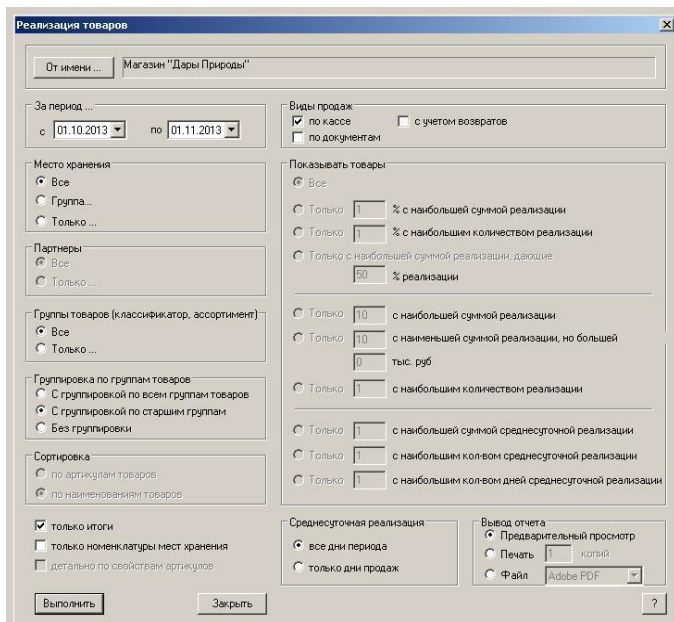 Реализация товаров
От имени ... Магазин "Дары Природы"
За период ...
с 01.10.2013 по 01.11.2013
Виды продаж
по кассе с учетом возвратов
по документам
Место хранения
Все
Группа...
Только ...
Партнеры
Все
Только ...
Группы товаров (классификатор, ассортимент)
Все
Только ...
Группировка по группам товаров
С группировкой по всем группам товаров
С группировкой по старшим группам
Без группировки
Сортировка
по артикулам товаров
по наименованиям товаров
только итоги
только номенклатуры мест хранения
детально по свойствам артикулов
Показывать товары
Все
Только 1 % с наибольшей суммой реализации
Только 1 % с наибольшим количеством реализации
Только с наибольшей суммой реализации, дающие
50 % реализации
Только 10 с наибольшей суммой реализации
Только 10 с наименьшей суммой реализации, но большей
0 тыс. руб
Только 1 с наибольшим количеством реализации
Только 1 с наибольшей суммой среднесуточной реализации
Только 1 с наибольшим кол-вом среднесуточной реализации
Только 1 с наибольшим кол-вом дней среднесуточной реализации
Среднесуточная реализация
все дни периода
только дни продаж
Вывод отчета
Предварительный просмотр
Печать 1 копий
Файл Adobe PDF
Выполнить Закрыть ?